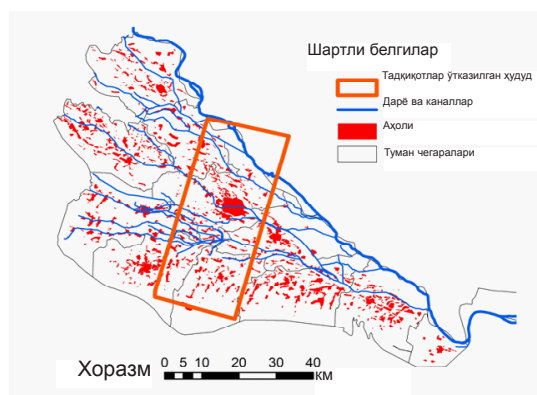 Шартли белгилар
Тадқиқотлар ўтказилган ҳудуд
Дарё ва каналлар
Аҳоли
Туман чегаралари
Хоразм
0 5 10 20 30 40
КМ